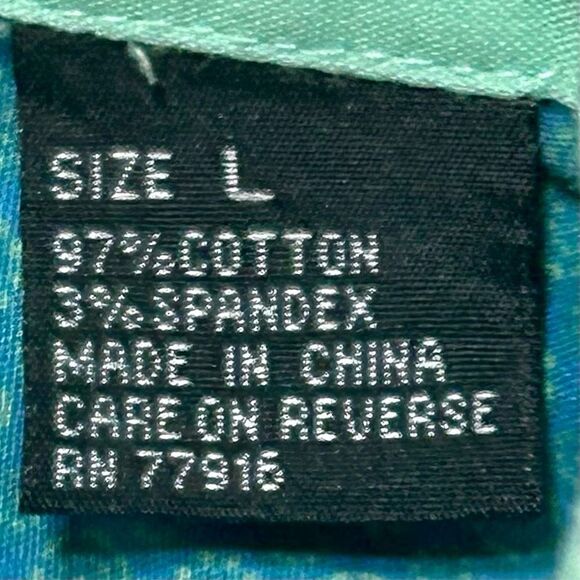 SIZE L
97%COTTON
3%SPANDEX
MADE IN CHINA
CARE ON REVERSE
RN 77916